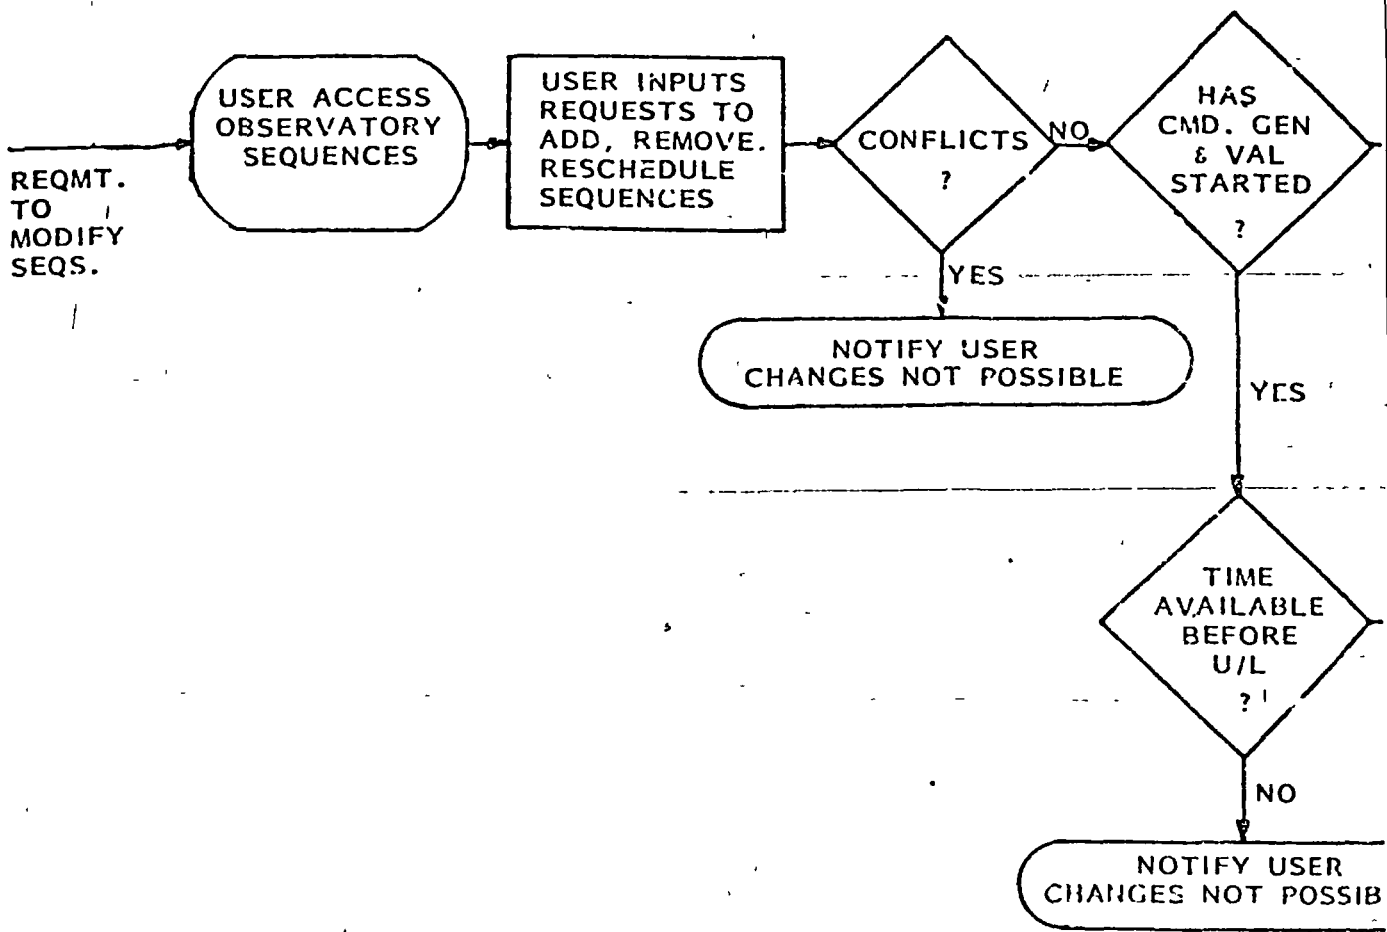 REQMT.
TO
MODIFY
SEQS.
USER ACCESS
OBSERVATORY
SEQUENCES
USER INPUTS
REQUESTS TO
ADD, REMOVE.
RESCHEDULE
SEQUENCES
CONFLICTS
?
NO
HAS
CMD. GEN
& VAL
STARTED
?
YES
NOTIFY USER
CHANGES NOT POSSIBLE
YES
TIME
AVAILABLE
BEFORE
U/L
?
NO
NOTIFY USER
CHANGES NOT POSSIB